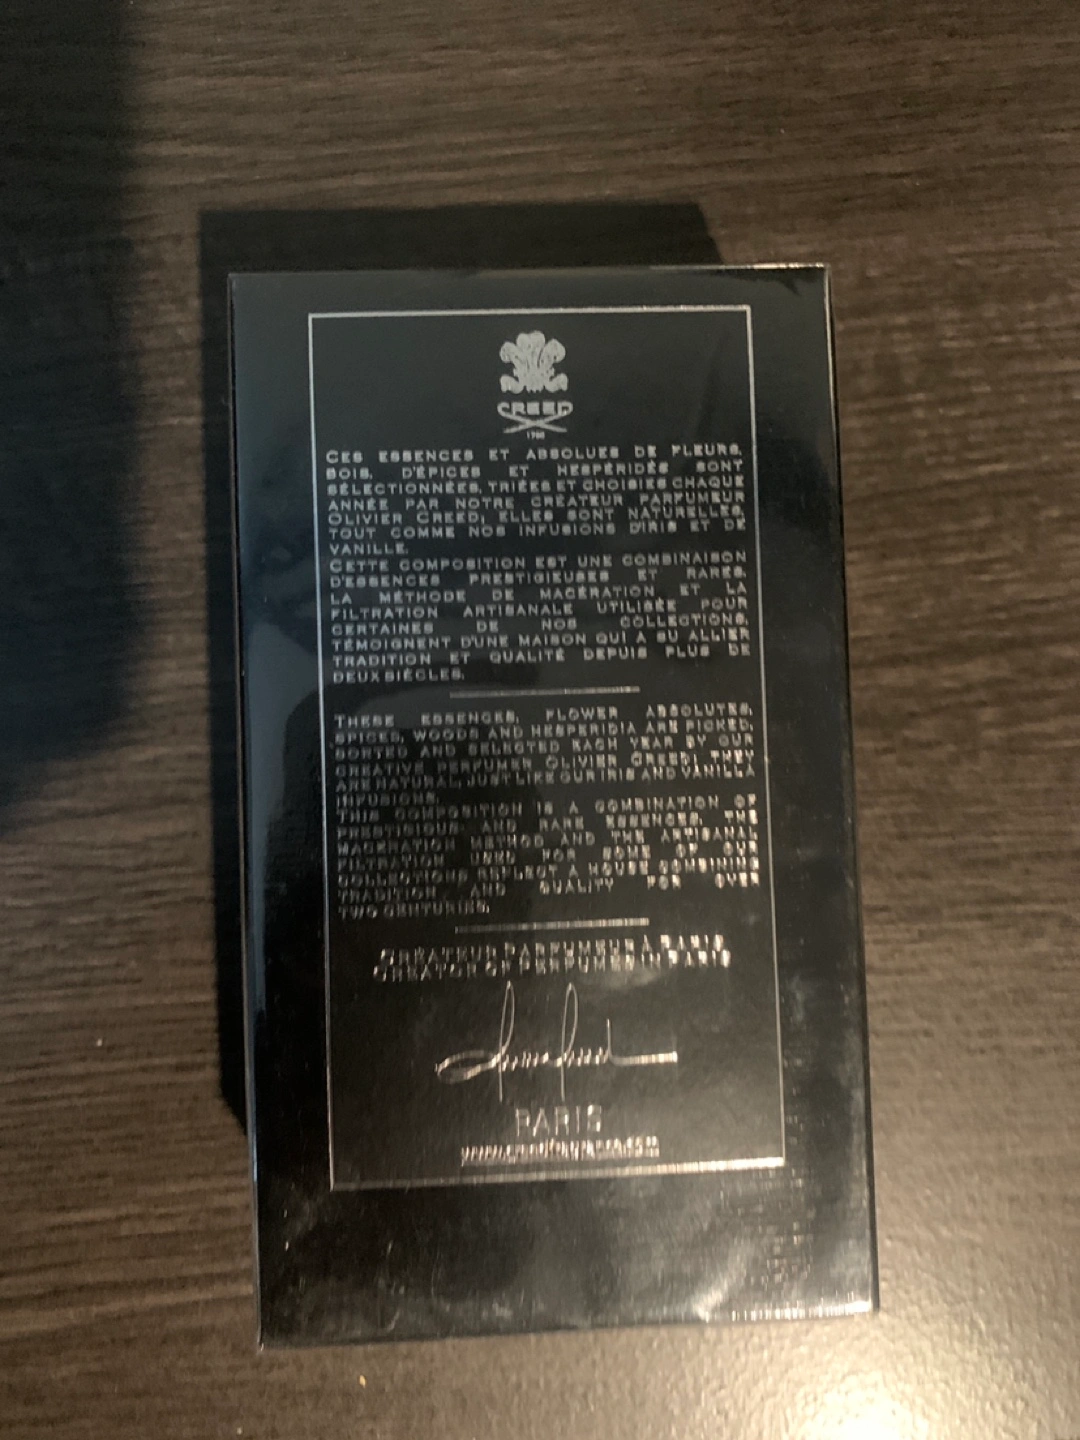 CREED
1760
CES ESSENCES ET ABSOLUES DE FLEURS,
BOIS, D'ÉPICES ET HESPÉRIDÉS SONT
SÉLECTIONNÉES, TRIÉES ET CHOISIES CHAQUE
ANNÉE PAR NOTRE CRÉATEUR PARFUMEUR
OLIVIER CREED; ELLES SONT NATURELLES,
TOUT COMME NOS INFUSIONS D'IRIS ET DE
VANILLE.
CETTE COMPOSITION EST UNE COMBINAISON
D'ESSENCES PRESTIGIEUSES ET RARES.
LA MÉTHODE DE MACÉRATION ET LA
FILTRATION ARTISANALE UTILISÉE POUR
CERTAINES DE NOS COLLECTIONS,
TÉMOIGNENT D'UNE MAISON QUI A SU ALLIER
TRADITION ET QUALITÉ DEPUIS PLUS DE
DEUX SIÈCLES.
THESE ESSENCES, FLOWER ABSOLUTES,
SPICES, WOODS AND HESPERIDIA ARE PICKED,
SORTED AND SELECTED EACH YEAR BY OUR
CREATIVE PERFUMER OLIVIER CREED; THEY
ARE NATURAL, JUST LIKE OUR IRIS AND VANILLA
INFUSIONS.
THIS COMPOSITION IS A COMBINATION OF
PRESTIGIOUS AND RARE ESSENCES. THE
MACERATION METHOD AND THE ARTISANAL
FILTRATION USED FOR SOME OF OUR
COLLECTIONS REFLECT A HOUSE COMBINING
TRADITION AND QUALITY FOR OVER
TWO CENTURIES.
CRÉATEUR PARFUMEUR À PARIS
CREATOR OF PERFUMES IN PARIS
PARIS